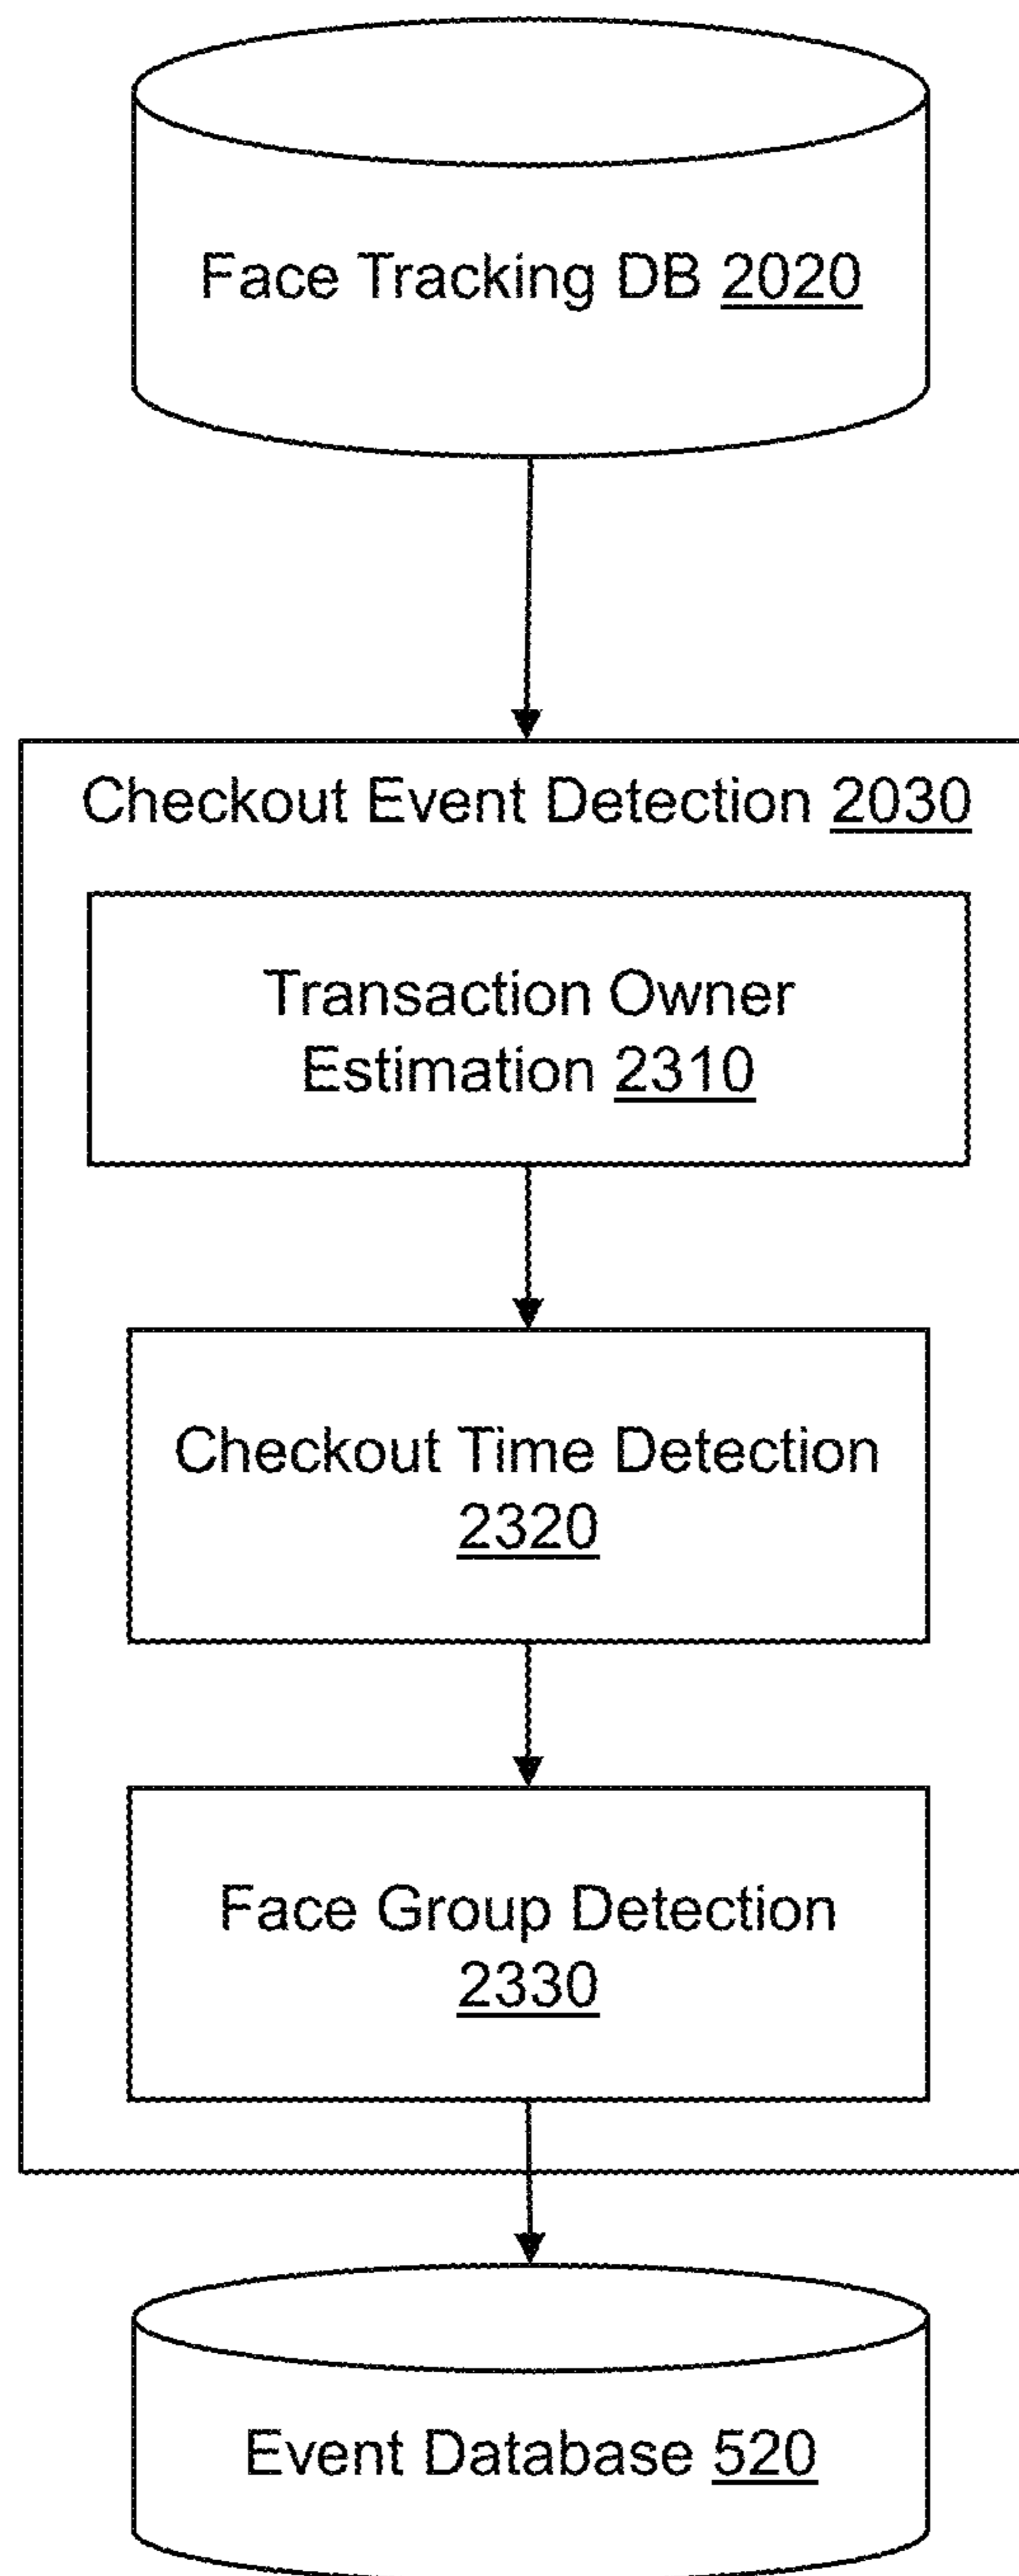 Face Tracking DB 2020
Checkout Event Detection 2030
Transaction Owner
Estimation 2310
Checkout Time Detection
2320
Face Group Detection
2330
Event Database 520